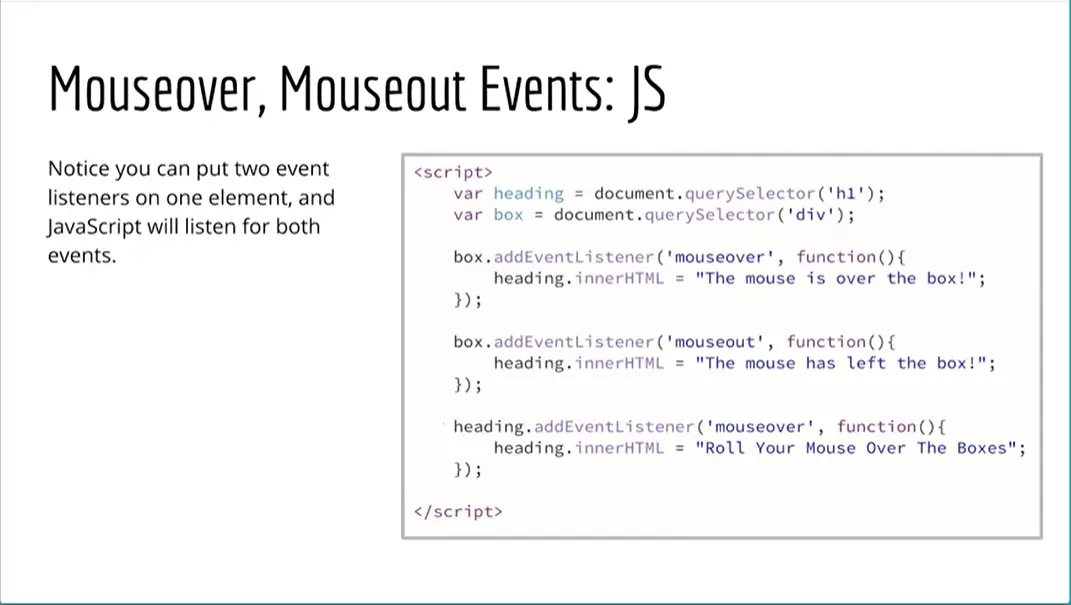 Mouseover, Mouseout Events: JS
Notice you can put two event
listeners on one element, and
JavaScript will listen for both
events.
<script>
    var heading = document.querySelector('h1');
    var box = document.querySelector('div');

    box.addEventListener('mouseover', function(){
        heading.innerHTML = "The mouse is over the box!";
    });

    box.addEventListener('mouseout', function(){
        heading.innerHTML = "The mouse has left the box!";
    });

    heading.addEventListener('mouseover', function(){
        heading.innerHTML = "Roll Your Mouse Over The Boxes";
    });

</script>